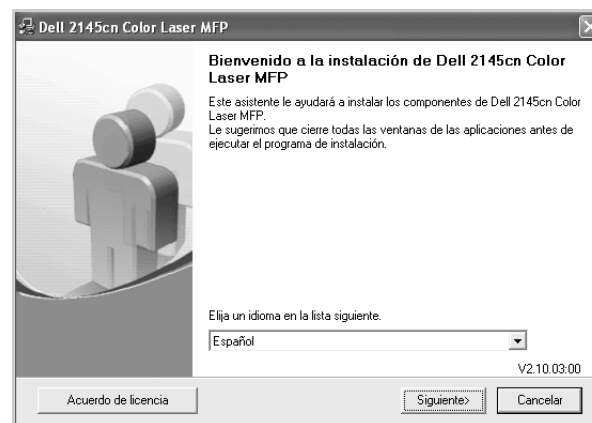 Dell 2145cn Color Laser MFP
Bienvenido a la instalación de Dell 2145cn Color
Laser MFP
Este asistente le ayudará a instalar los componentes de Dell 2145cn Color
Laser MFP.
Le sugerimos que cierre todas las ventanas de las aplicaciones antes de
ejecutar el programa de instalación.
Elija un idioma en la lista siguiente.
Español
V2.10.03:00
Acuerdo de licencia
Siguiente>
Cancelar